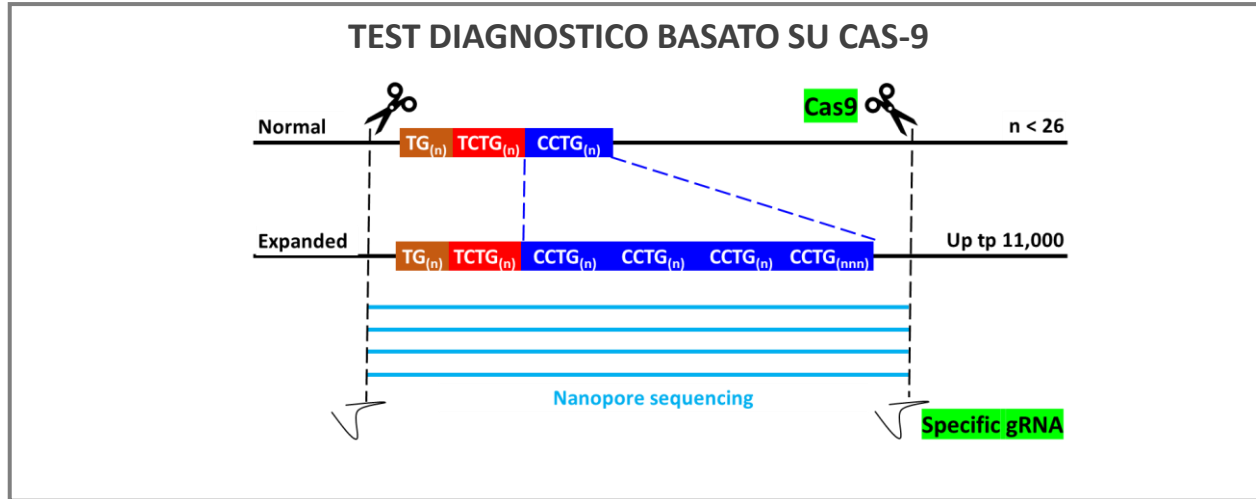 TEST DIAGNOSTICO BASATO SU CAS-9
Cas9
Normal
n < 26
TG(n) TCTG(n) CCTG(n)
Expanded
Up tp 11,000
TG(n) TCTG(n) CCTG(n) CCTG(n) CCTG(n) CCTG(nnn)
Nanopore sequencing
Specific gRNA